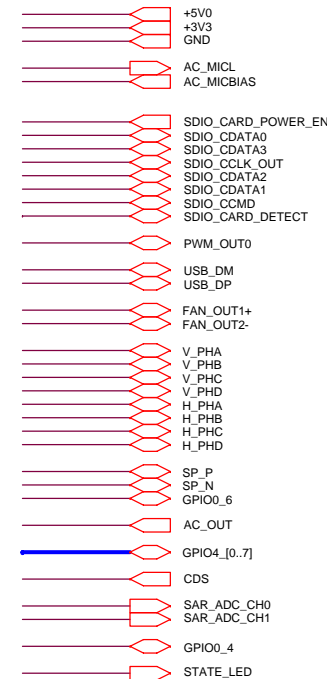 +5V0
+3V3
GND
AC_MICL
AC_MICBIAS
SDIO_CARD_POWER_EN
SDIO_CDATA0
SDIO_CDATA3
SDIO_CCLK_OUT
SDIO_CDATA2
SDIO_CDATA1
SDIO_CCMD
SDIO_CARD_DETECT
PWM_OUT0
USB_DM
USB_DP
FAN_OUT1+
FAN_OUT2-
V_PHA
V_PHB
V_PHC
V_PHD
H_PHA
H_PHB
H_PHC
H_PHD
SP_P
SP_N
GPIO0_6
AC_OUT
GPIO4_[0..7]
CDS
SAR_ADC_CH0
SAR_ADC_CH1
GPIO0_4
STATE_LED